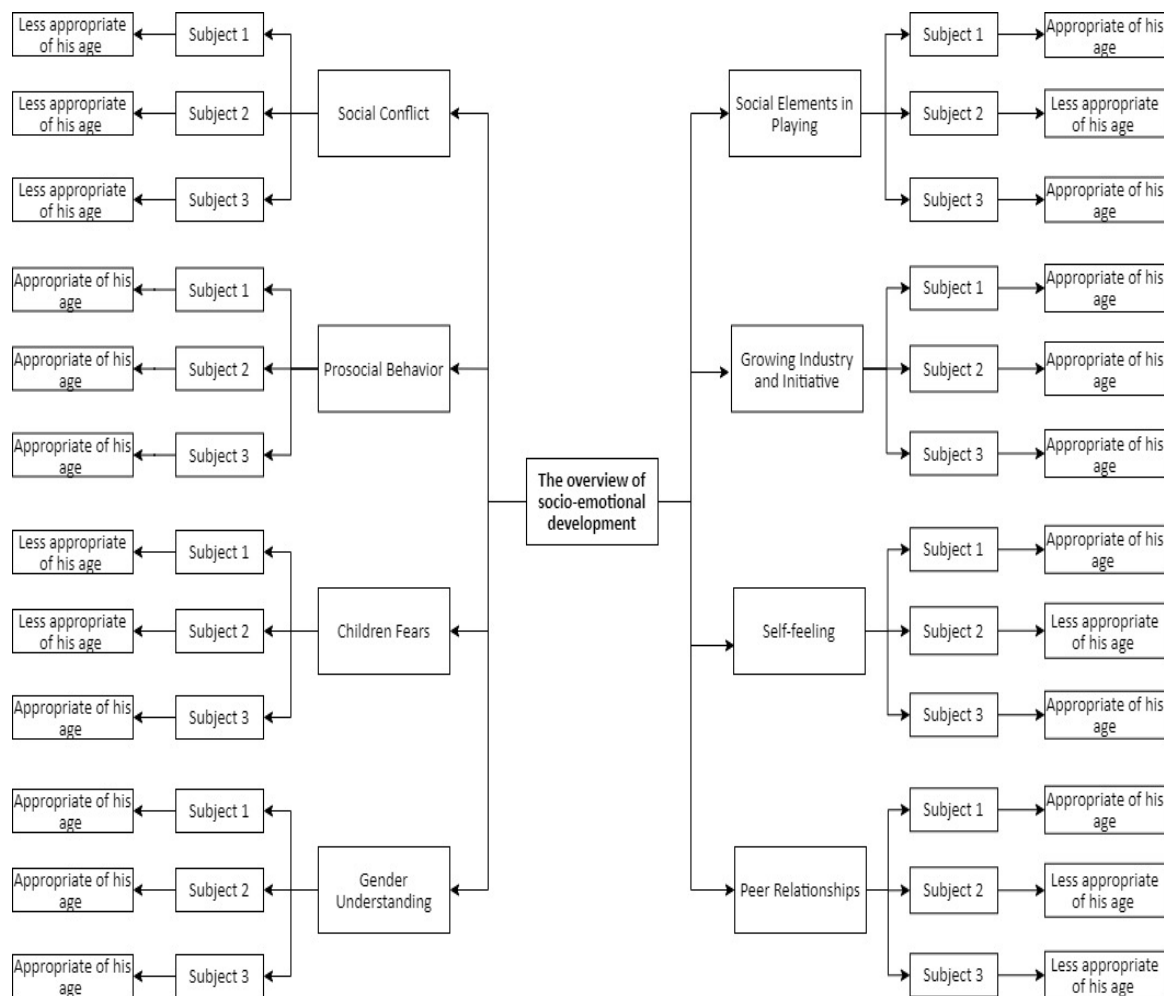 The overview of
socio-emotional
development
Social Conflict
Subject 1
Less appropriate
of his age
Subject 2
Less appropriate
of his age
Subject 3
Less appropriate
of his age
Prosocial Behavior
Subject 1
Appropriate of his
age
Subject 2
Appropriate of his
age
Subject 3
Appropriate of his
age
Children Fears
Subject 1
Less appropriate
of his age
Subject 2
Less appropriate
of his age
Subject 3
Appropriate of his
age
Gender
Understanding
Subject 1
Appropriate of his
age
Subject 2
Appropriate of his
age
Subject 3
Appropriate of his
age
Social Elements in
Playing
Subject 1
Appropriate of his
age
Subject 2
Less appropriate
of his age
Subject 3
Appropriate of his
age
Growing Industry
and Initiative
Subject 1
Appropriate of his
age
Subject 2
Appropriate of his
age
Subject 3
Appropriate of his
age
Self-feeling
Subject 1
Appropriate of his
age
Subject 2
Less appropriate
of his age
Subject 3
Appropriate of his
age
Peer Relationships
Subject 1
Appropriate of his
age
Subject 2
Less appropriate
of his age
Subject 3
Less appropriate
of his age